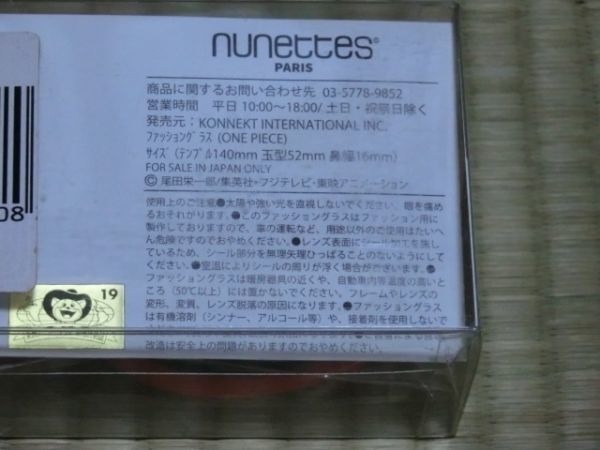 nunettes©
PARIS
商品に関するお問い合わせ先 03-5778-9852
営業時間 平日 10:00～18:00/ 土日・祝祭日除く
発売元: KONNEKT INTERNATIONAL INC.
ﾌｧｯｼｮﾝｸﾞﾗｽ (ONE PIECE)
ｻｲｽﾞ (ﾃﾝﾌﾟﾙ140mm 玉型52mm 鼻幅16mm)
FOR SALE IN JAPAN ONLY
© 尾田栄一郎/集英社・フジテレビ・東映アニメーション
使用上のご注意●太陽や強い光を直視しないでください。眼を痛め
るおそれがあります。●このファッショングラスはファッション用に
製作しておりますので、車の運転など、用途以外のご使用はたいへ
ん危険ですのでおやめください。●レンズ表面にシール加工を施し
ているため、シール部分を無理矢理ひっぱることのないようにして
ください。●室温によりシールの周りが浮く場合がございます。●
ファッショングラスは暖房器具の近くや、自動車内等温度の高いと
ころ（50℃以上）には置かないでください。フレームやレンズの
変形、変質、レンズ脱落の原因になります。●ファッショングラス
は有機溶剤（シンナー、アルコール等）や、接着剤を使用しないで
改造は安全上の問題がありますのでおやめください。
08
19